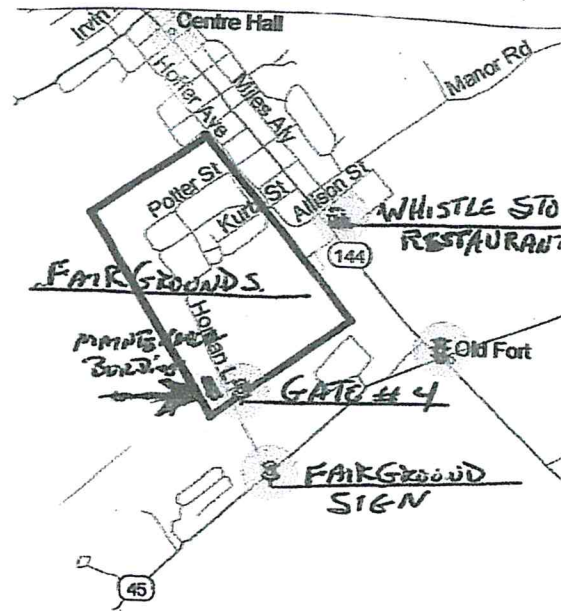 Irvin
Centre Hall
Hoffer Ave
Miles Aly
Manor Rd
Potter St
Kurtz St
Allison St
WHISTLE STO
RESTAURANT
144
FAIRGROUNDS
Homan Ln
Old Fort
BUILDING
GATE # 4
FAIRGROUND
SIGN
45